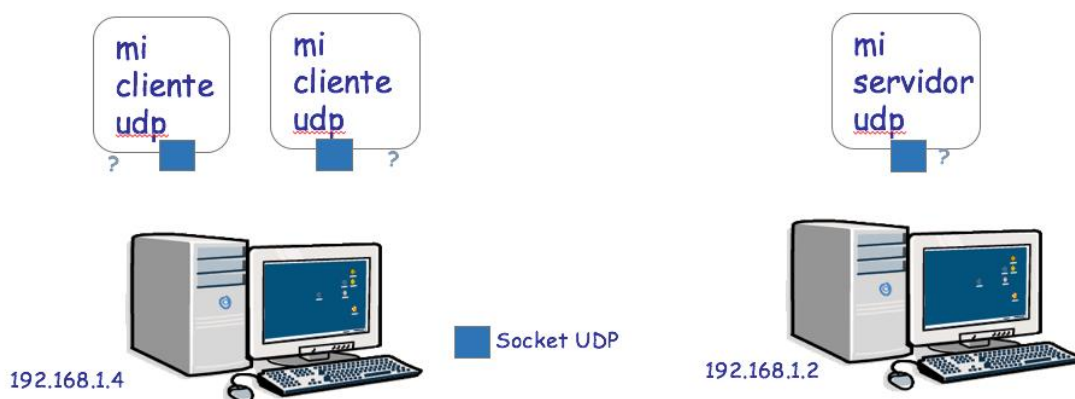 mi
cliente
udp
?
mi
cliente
udp
?
mi
servidor
udp
?
Socket UDP
192.168.1.4
192.168.1.2